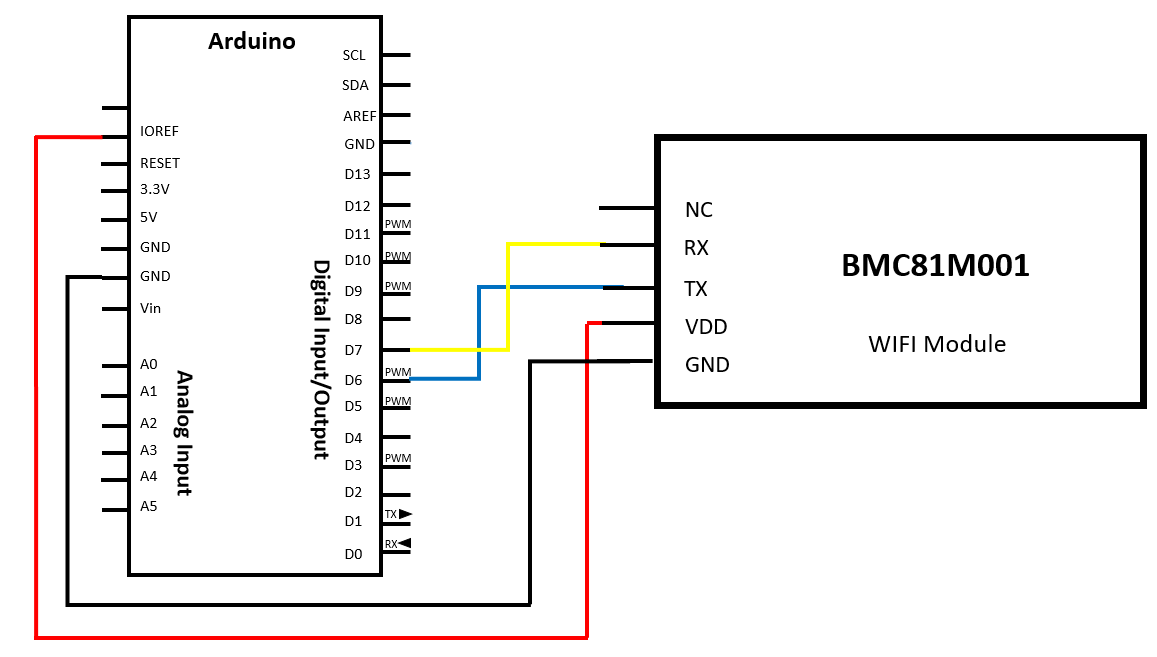 Arduino
IOREF
RESET
3.3V
5V
GND
GND
Vin
A0
A1
A2
A3
A4
A5
Analog Input
SCL
SDA
AREF
GND
D13
D12
D11 PWM
D10 PWM
D9 PWM
D8
D7
D6 PWM
D5 PWM
D4
D3 PWM
D2
D1 TX
D0 RX
Digital Input/Output
NC
RX
TX
VDD
GND
BMC81M001
WIFI Module